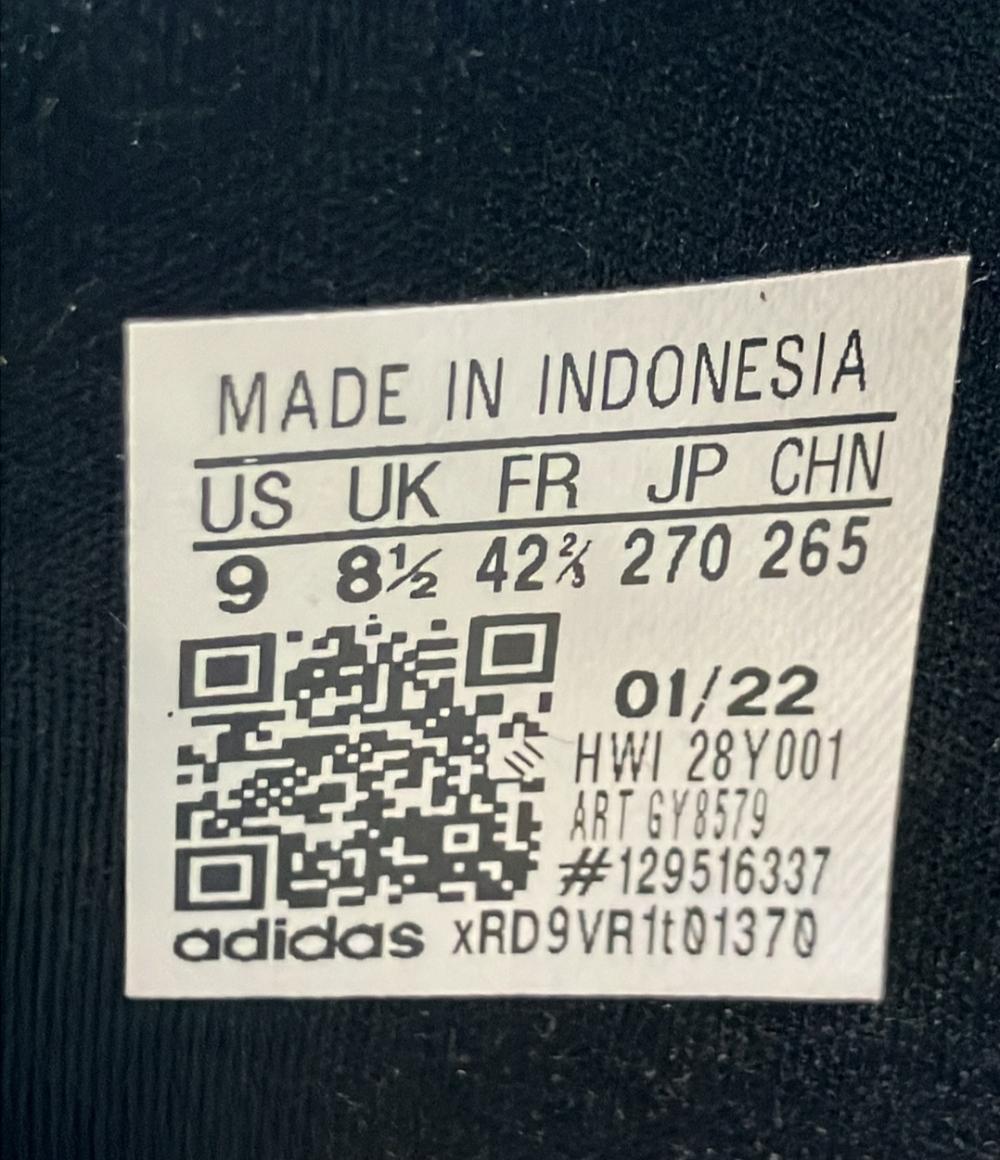 MADE IN INDONESIA
US UK FR JP CHN
9 8½ 42⅔ 270 265
01/22
HWI 28Y001
ART GY8579
#129516337
adidas xRD9VR1t01370